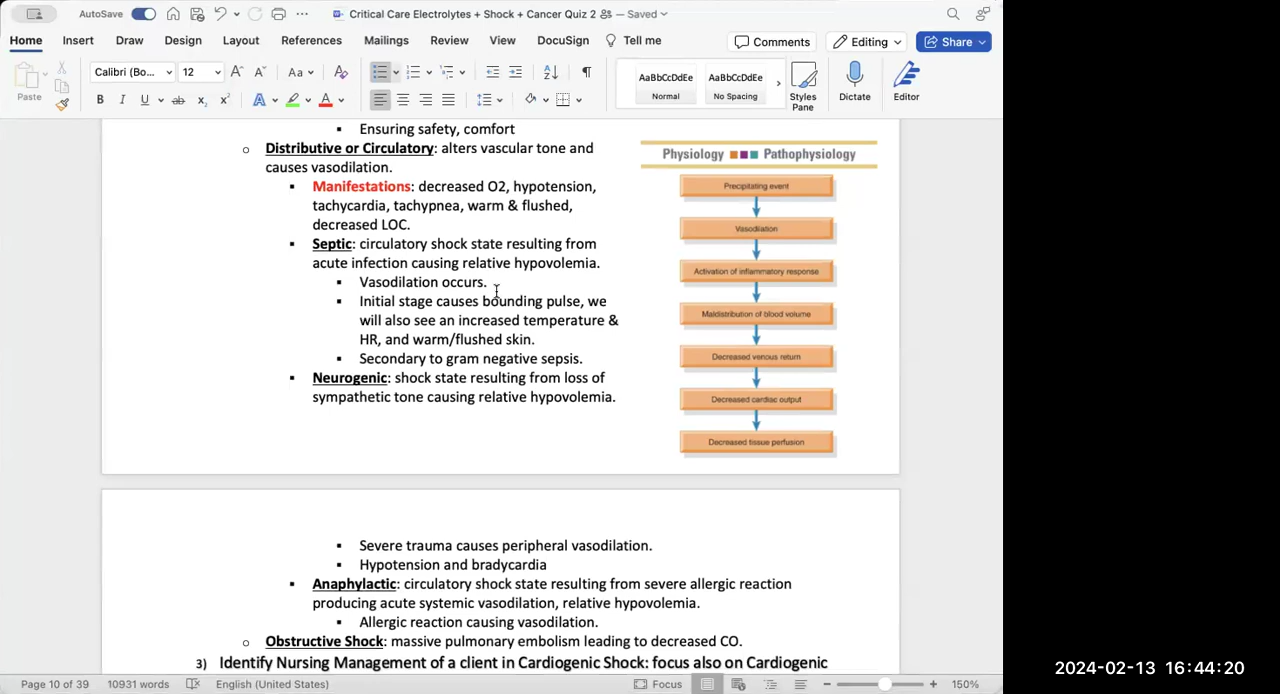 AutoSave
Critical Care Electrolytes + Shock + Cancer Quiz 2
— Saved
Home Insert Draw Design Layout References Mailings Review View DocuSign Tell me
Comments Editing Share
Paste
Calibri (Bo... 12
AaBbCcDdEe AaBbCcDdEe
Normal No Spacing
Styles Pane
Dictate
Editor
▪ Ensuring safety, comfort
o Distributive or Circulatory: alters vascular tone and
causes vasodilation.
▪ Manifestations: decreased O2, hypotension,
tachycardia, tachypnea, warm & flushed,
decreased LOC.
▪ Septic: circulatory shock state resulting from
acute infection causing relative hypovolemia.
▪ Vasodilation occurs.
▪ Initial stage causes bounding pulse, we
will also see an increased temperature &
HR, and warm/flushed skin.
▪ Secondary to gram negative sepsis.
▪ Neurogenic: shock state resulting from loss of
sympathetic tone causing relative hypovolemia.
Physiology Pathophysiology
Precipitating event
Vasodilation
Activation of inflammatory response
Maldistribution of blood volume
Decreased venous return
Decreased cardiac output
Decreased tissue perfusion
▪ Severe trauma causes peripheral vasodilation.
▪ Hypotension and bradycardia
▪ Anaphylactic: circulatory shock state resulting from severe allergic reaction
producing acute systemic vasodilation, relative hypovolemia.
▪ Allergic reaction causing vasodilation.
o Obstructive Shock: massive pulmonary embolism leading to decreased CO.
3) Identify Nursing Management of a client in Cardiogenic Shock: focus also on Cardiogenic
Page 10 of 39 10931 words English (United States) Focus 150%
2024-02-13 16:44:20